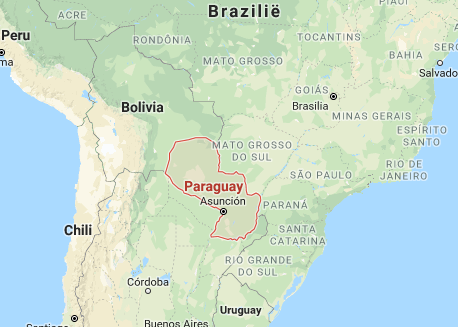 Brazilië
ACRE
Peru
RONDÔNIA
TOCANTINS
BAHIA
MATO GROSSO
Salvador
GOIÁS
Bolivia
Brasilia
MINAS GERAIS
ESPÍRITO
SANTO
MATO GROSSO
DO SUL
RIO DE
JANEIRO
Paraguay
SÃO PAULO
Asunción
PARANÁ
Chili
SANTA
CATARINA
RIO GRANDE
DO SUL
Córdoba
Uruguay
Buenos Aires